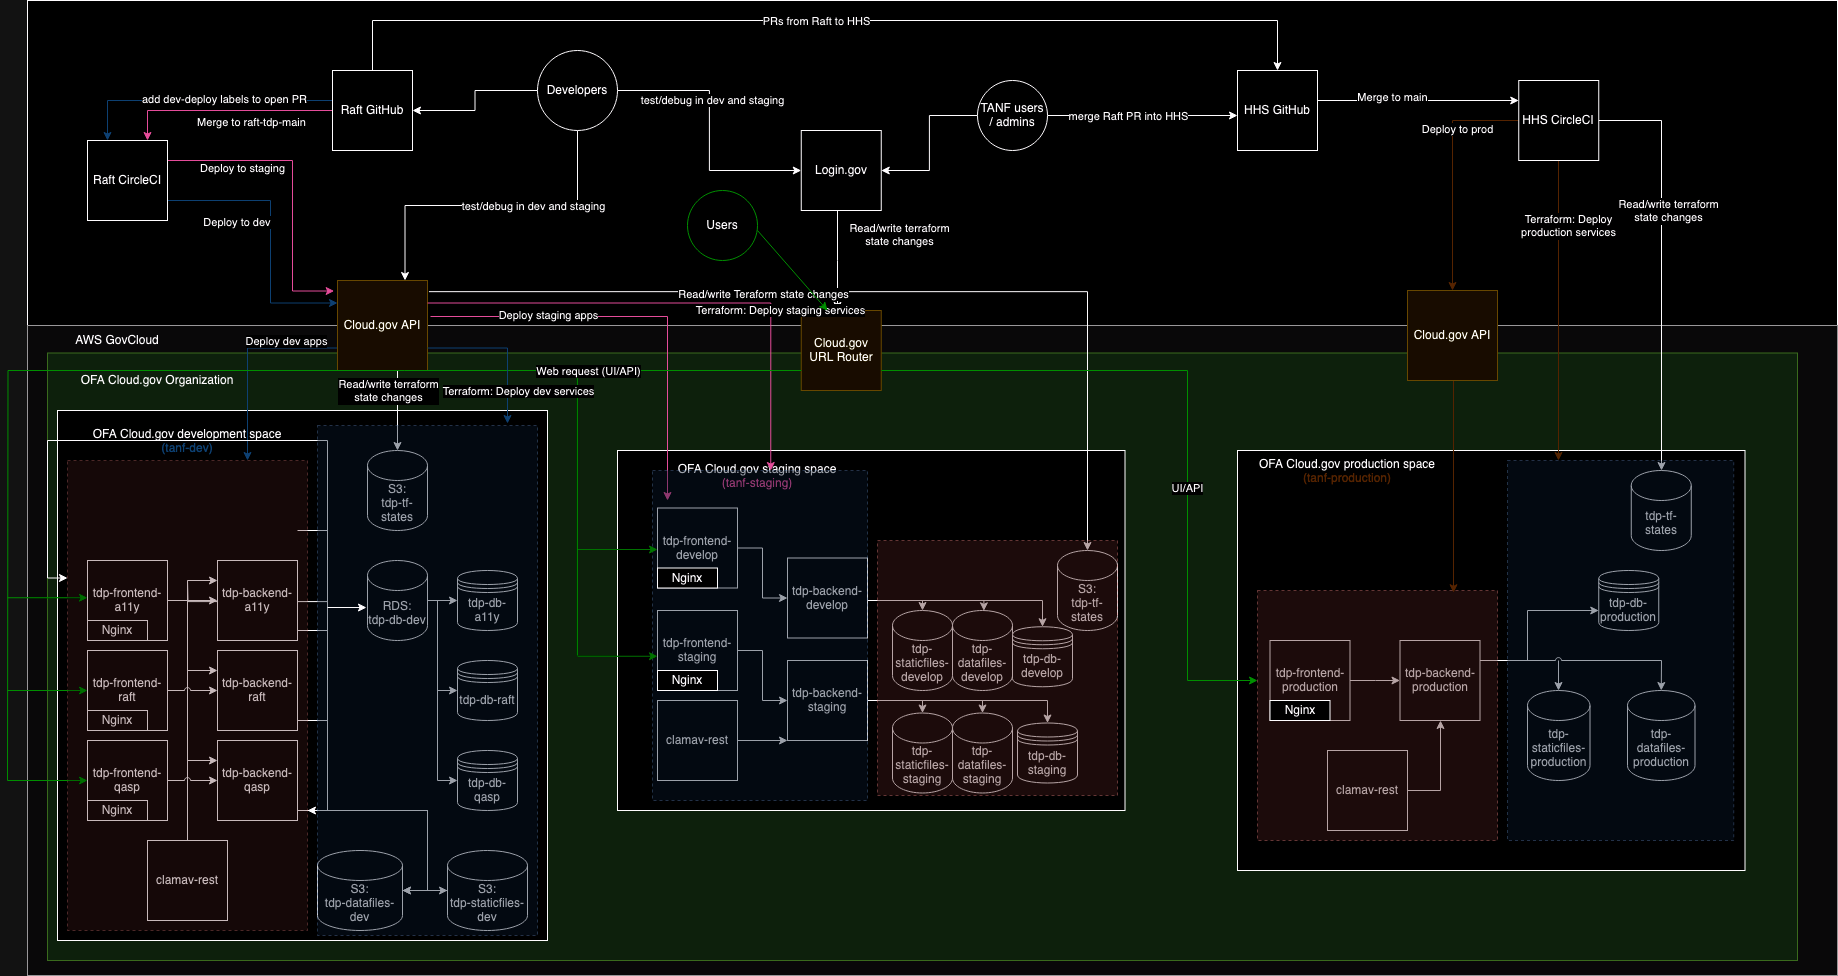 PRs from Raft to HHS
add dev-deploy labels to open PR
Merge to raft-tdp-main
Raft GitHub
Developers
test/debug in dev and staging
TANF users
/ admins
merge Raft PR into HHS
HHS GitHub
Merge to main
HHS CircleCI
Deploy to prod
Raft CircleCI
Deploy to staging
Deploy to dev
test/debug in dev and staging
Login.gov
Users
Read/write terraform
state changes
Terraform: Deploy
production services
Read/write terraform
state changes
Cloud.gov API
Read/write Teraform state changes
Terraform: Deploy staging services
Deploy staging apps
Cloud.gov
URL Router
Cloud.gov API
AWS GovCloud
Deploy dev apps
OFA Cloud.gov Organization
Read/write terraform
state changes
Terraform: Deploy dev services
Web request (UI/API)
UI/API
OFA Cloud.gov development space
(tanf-dev)
S3:
tdp-tf-
states
tdp-frontend-
a11y
Nginx
tdp-backend-
a11y
RDS:
tdp-db-dev
tdp-db-
a11y
tdp-frontend-
raft
Nginx
tdp-backend-
raft
tdp-db-raft
tdp-frontend-
qasp
Nginx
tdp-backend-
qasp
tdp-db-
qasp
clamav-rest
S3:
tdp-datafiles-
dev
S3:
tdp-staticfiles-
dev
OFA Cloud.gov staging space
(tanf-staging)
tdp-frontend-
develop
Nginx
tdp-backend-
develop
S3:
tdp-tf-
states
tdp-
staticfiles-
develop
tdp-
datafiles-
develop
tdp-db-
develop
tdp-frontend-
staging
Nginx
tdp-backend-
staging
clamav-rest
tdp-
staticfiles-
staging
tdp-
datafiles-
staging
tdp-db-
staging
OFA Cloud.gov production space
(tanf-production)
tdp-tf-
states
tdp-db-
production
tdp-frontend-
production
Nginx
tdp-backend-
production
clamav-rest
tdp-
staticfiles-
production
tdp-
datafiles-
production